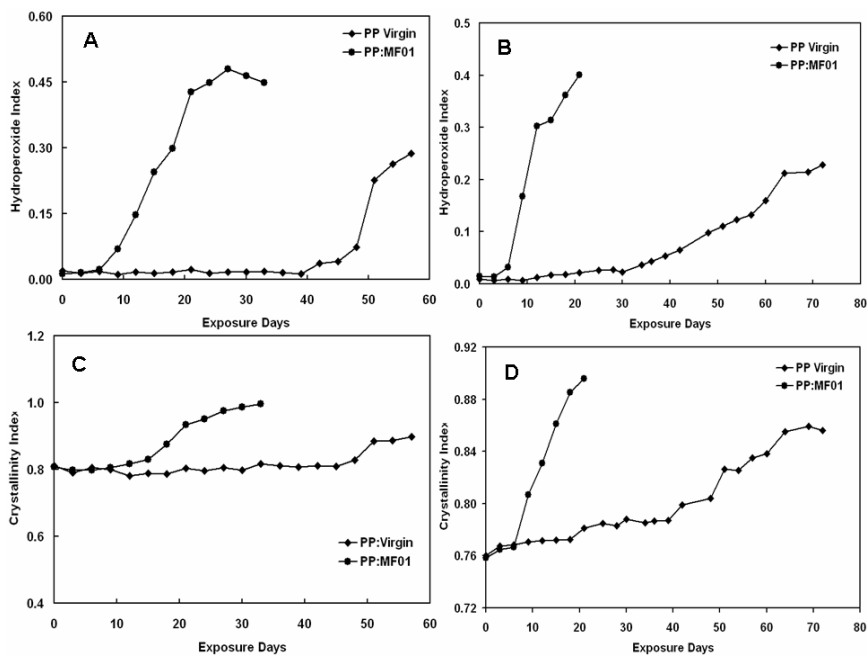 A
PP Virgin
PP:MF01
Hydroperoxide Index
0.60
0.45
0.30
0.15
0.00
0 10 20 30 40 50 60
Exposure Days
B
PP Virgin
PP:MF01
Hydroperoxide Index
0.5
0.4
0.3
0.2
0.1
0.0
0 10 20 30 40 50 60 70 80
Exposure Days
C
PP:Virgin
PP:MF01
Crystallinity Index
1.2
1.0
0.8
0.6
0.4
0 10 20 30 40 50 60
Exposure Days
D
PP Virgin
PP:MF01
Crystallinity Index
0.92
0.88
0.84
0.80
0.76
0.72
0 10 20 30 40 50 60 70 80
Exposure Days